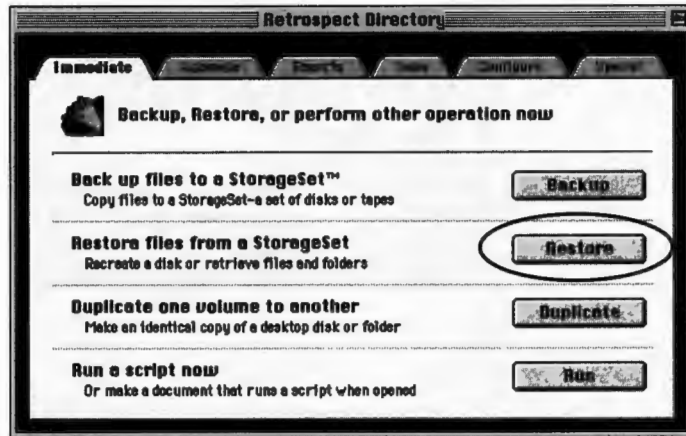 Retrospect Directory
Immediate Reports Configure
Backup, Restore, or perform other operation now
Back up files to a StorageSet™
Copy files to a StorageSet–a set of disks or tapes
Backup
Restore files from a StorageSet
Recreate a disk or retrieve files and folders
Restore
Duplicate one volume to another
Make an identical copy of a desktop disk or folder
Duplicate
Run a script now
Or make a document that runs a script when opened
Run